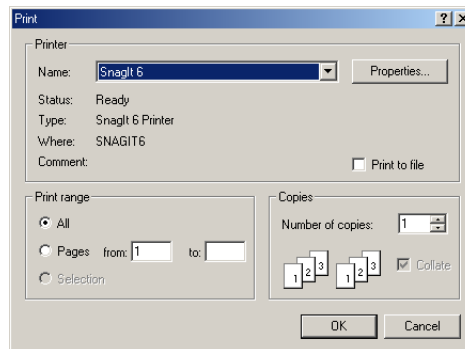 Print
Printer
Name: SnagIt 6 Properties...
Status: Ready
Type: SnagIt 6 Printer
Where: SNAGIT6
Comment: Print to file
Print range
All
Pages from: 1 to:
Selection
Copies
Number of copies: 1
1 2 3 1 2 3 Collate
OK Cancel